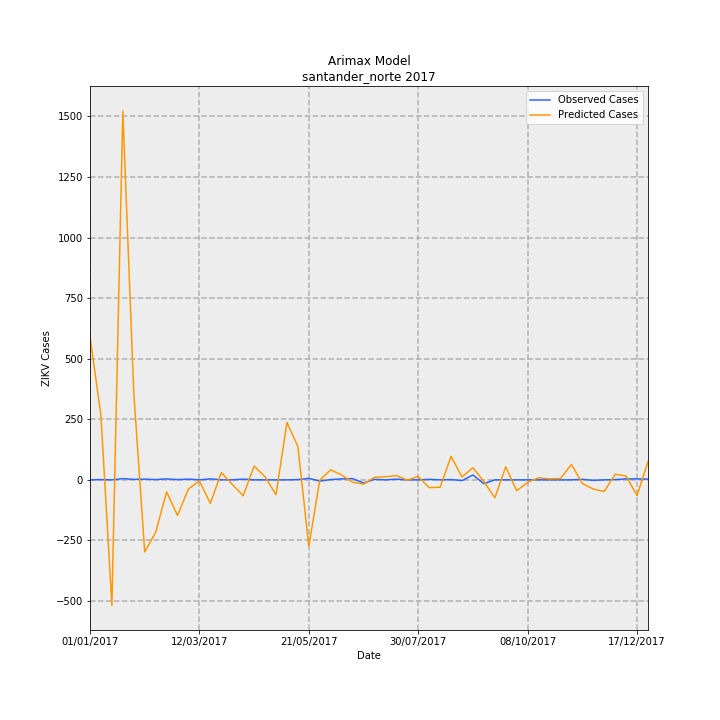 Arimax Model
santander_norte 2017
Observed Cases
Predicted Cases
ZIKV Cases
1500
1250
1000
750
500
250
0
−250
−500
01/01/2017
12/03/2017
21/05/2017
30/07/2017
08/10/2017
17/12/2017
Date